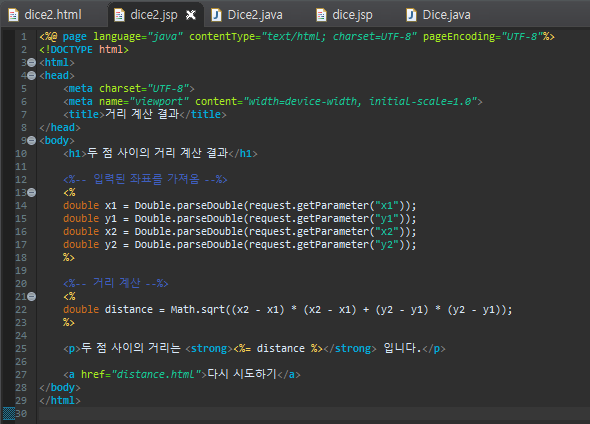 dice2.html dice2.jsp Dice2.java dice.jsp Dice.java
1 <%@ page language="java" contentType="text/html; charset=UTF-8" pageEncoding="UTF-8"%>
2 <!DOCTYPE html>
3 <html>
4 <head>
5     <meta charset="UTF-8">
6     <meta name="viewport" content="width=device-width, initial-scale=1.0">
7     <title>거리 계산 결과</title>
8 </head>
9 <body>
10     <h1>두 점 사이의 거리 계산 결과</h1>
11
12     <%-- 입력된 좌표를 가져옴 --%>
13     <%
14     double x1 = Double.parseDouble(request.getParameter("x1"));
15     double y1 = Double.parseDouble(request.getParameter("y1"));
16     double x2 = Double.parseDouble(request.getParameter("x2"));
17     double y2 = Double.parseDouble(request.getParameter("y2"));
18     %>
19
20     <%-- 거리 계산 --%>
21     <%
22     double distance = Math.sqrt((x2 - x1) * (x2 - x1) + (y2 - y1) * (y2 - y1));
23     %>
24
25     <p>두 점 사이의 거리는 <strong><%= distance %></strong> 입니다.</p>
26
27     <a href="distance.html">다시 시도하기</a>
28 </body>
29 </html>
30